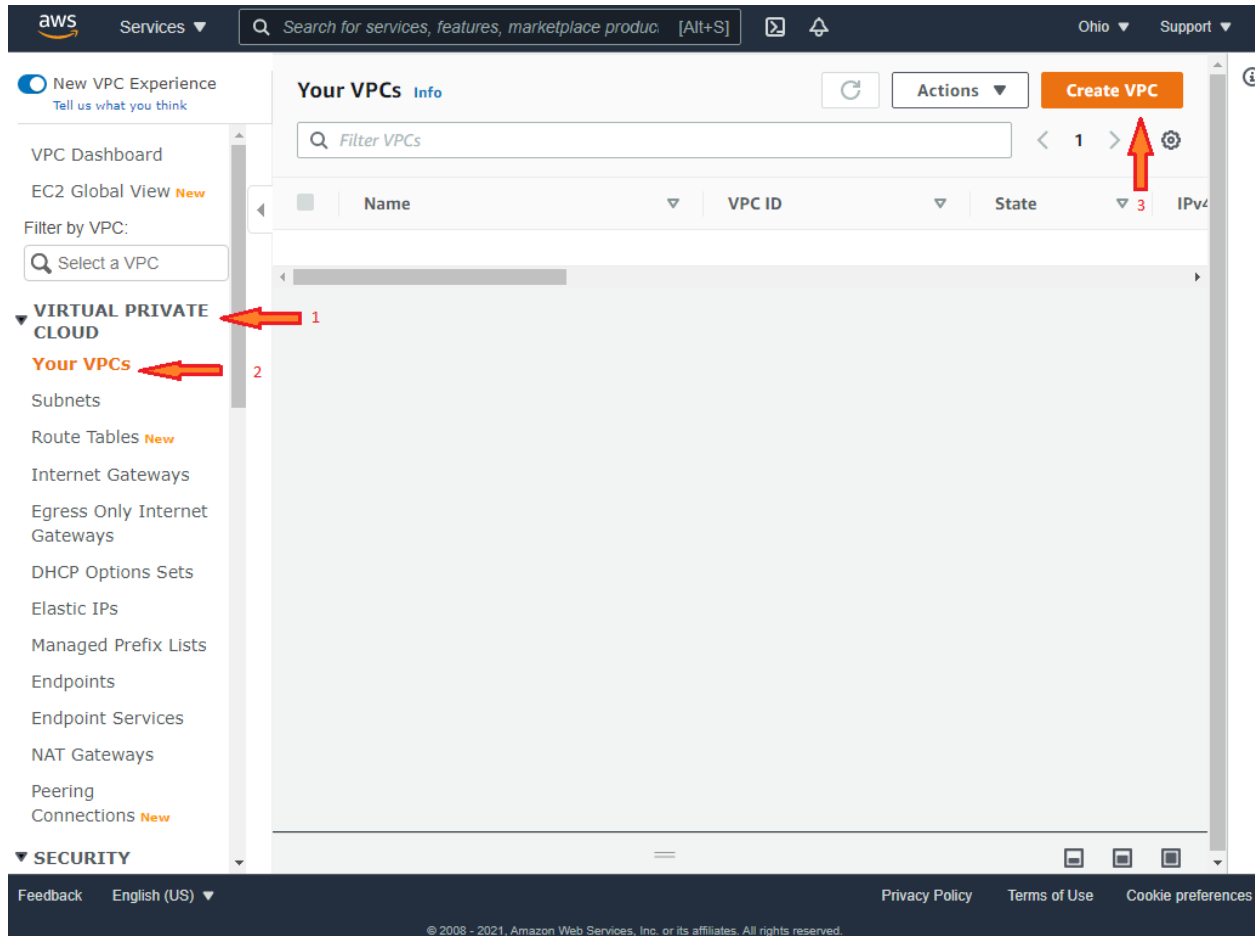 aws Services Search for services, features, marketplace produc [Alt+S] Ohio Support
New VPC Experience
Tell us what you think
VPC Dashboard
EC2 Global View New
Filter by VPC:
Select a VPC
VIRTUAL PRIVATE
CLOUD
1
Your VPCs
2
Subnets
Route Tables New
Internet Gateways
Egress Only Internet
Gateways
DHCP Options Sets
Elastic IPs
Managed Prefix Lists
Endpoints
Endpoint Services
NAT Gateways
Peering
Connections New
SECURITY
Your VPCs Info Actions Create VPC
Filter VPCs 1
Name VPC ID State 3 IPv4
Feedback English (US) Privacy Policy Terms of Use Cookie preferences
© 2008 - 2021, Amazon Web Services, Inc. or its affiliates. All rights reserved.